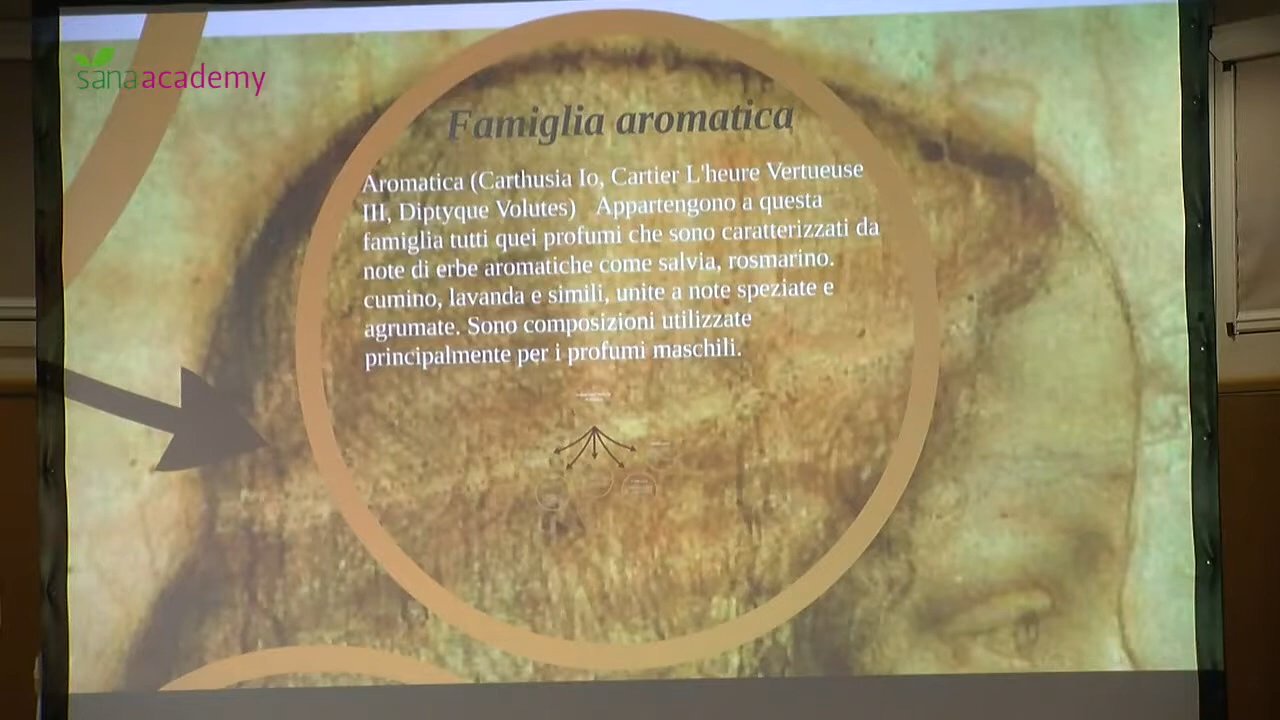 sanaacademy
Famiglia aromatica
Aromatica (Carthusia Io, Cartier L'heure Vertueuse
III, Diptyque Volutes) Appartengono a questa
famiglia tutti quei profumi che sono caratterizzati da
note di erbe aromatiche come salvia, rosmarino.
cumino, lavanda e simili, unite a note speziate e
agrumate. Sono composizioni utilizzate
principalmente per i profumi maschili.